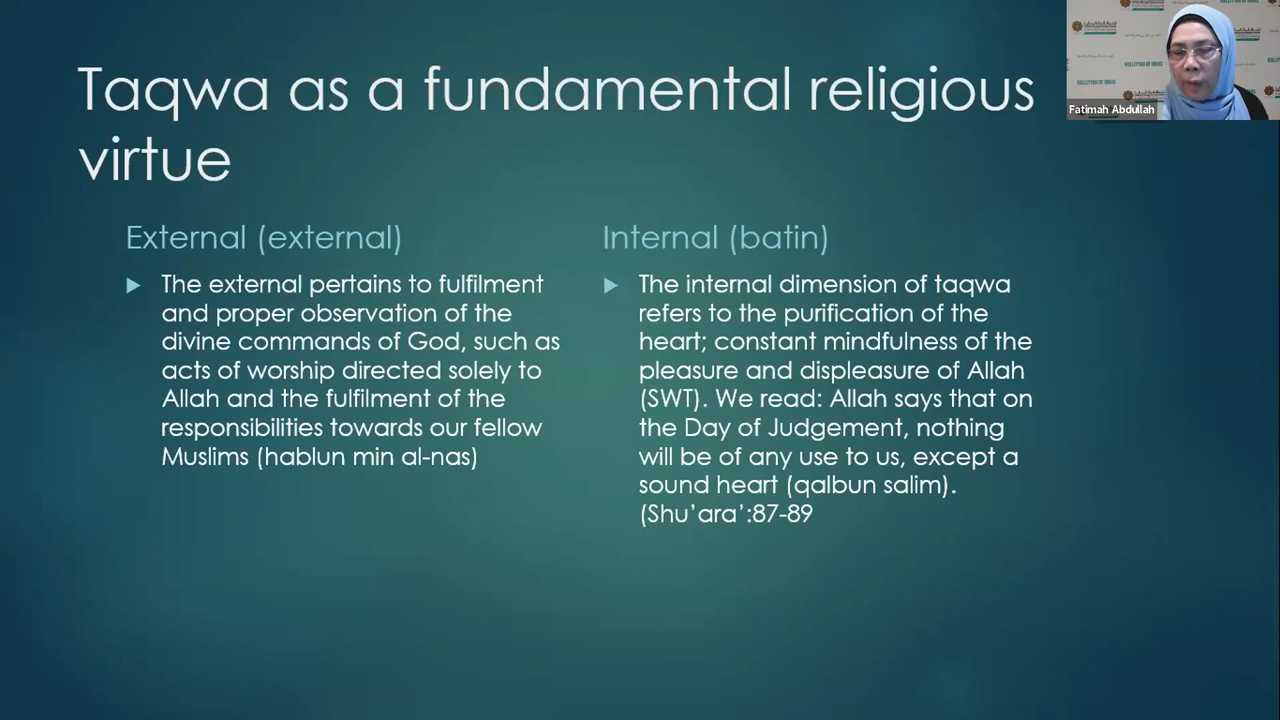 Taqwa as a fundamental religious
virtue
External (external)
The external pertains to fulfilment
and proper observation of the
divine commands of God, such as
acts of worship directed solely to
Allah and the fulfilment of the
responsibilities towards our fellow
Muslims (hablun min al-nas)
Internal (batin)
The internal dimension of taqwa
refers to the purification of the
heart; constant mindfulness of the
pleasure and displeasure of Allah
(SWT). We read: Allah says that on
the Day of Judgement, nothing
will be of any use to us, except a
sound heart (qalbun salim).
(Shu’ara’:87-89
Fatimah Abdullah